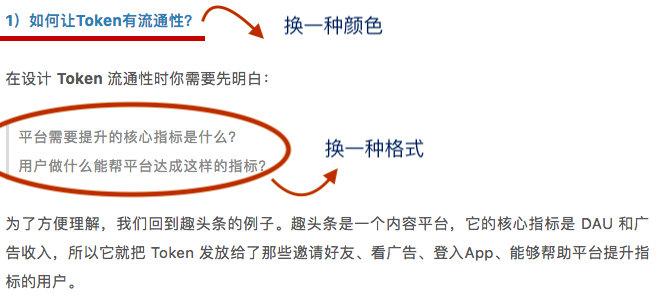 1）如何让Token有流通性？
换一种颜色
在设计 Token 流通性时你需要先明白：
平台需要提升的核心指标是什么？
用户做什么能帮平台达成这样的指标？
换一种格式
为了方便理解，我们回到趣头条的例子。趣头条是一个内容平台，它的核心指标是 DAU 和广
告收入，所以它就把 Token 发放给了那些邀请好友、看广告、登入App、能够帮助平台提升指
标的用户。